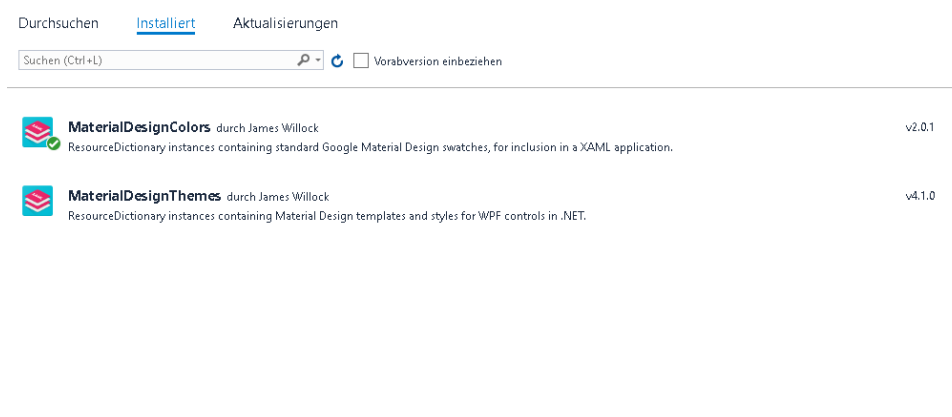 Durchsuchen Installiert Aktualisierungen
Suchen (Ctrl+L) Vorabversion einbeziehen
MaterialDesignColors durch James Willock v2.0.1
ResourceDictionary instances containing standard Google Material Design swatches, for inclusion in a XAML application.
MaterialDesignThemes durch James Willock v4.1.0
ResourceDictionary instances containing Material Design templates and styles for WPF controls in .NET.